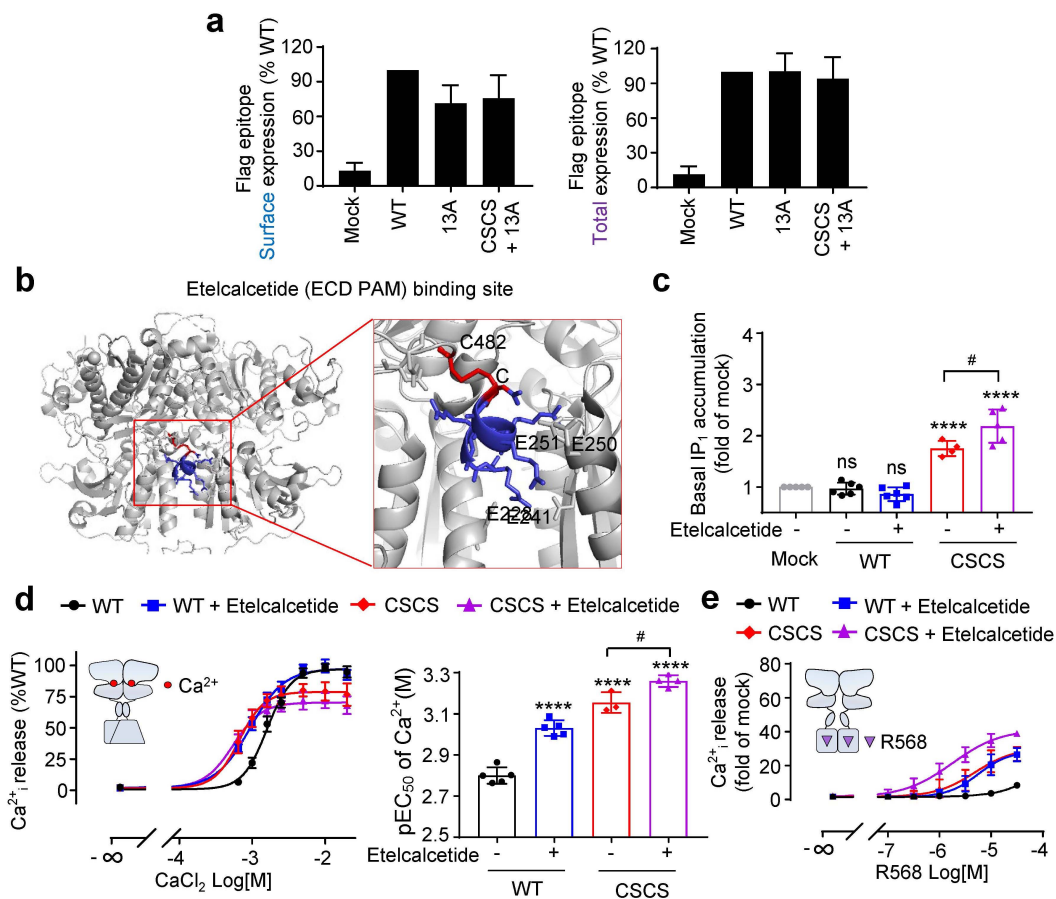 a
Flag epitope
Surface expression (% WT)
120
90
60
30
0
Mock
WT
13A
CSCS
+ 13A
Flag epitope
Total expression (% WT)
120
90
60
30
0
Mock
WT
13A
CSCS
+ 13A
b
Etelcalcetide (ECD PAM) binding site
C482
C
E251
E250
E228
E241
c
Basal IP1 accumulation
(fold of mock)
4
3
2
1
ns
ns
****
****
#
Etelcalcetide
- - + - +
Mock
WT
CSCS
d
WT
WT + Etelcalcetide
CSCS
CSCS + Etelcalcetide
Ca2+i release (%WT)
100
75
50
25
0
Ca2+
- ∞
-4
-3
-2
CaCl2 Log[M]
pEC50 of Ca2+(M)
3.4
3.1
2.8
2.5
****
****
****
#
Etelcalcetide
- + - +
WT
CSCS
e
WT
WT + Etelcalcetide
CSCS
CSCS + Etelcalcetide
Ca2+i release
(fold of mock)
80
60
40
20
0
R568
- ∞
-7
-6
-5
-4
R568 Log[M]